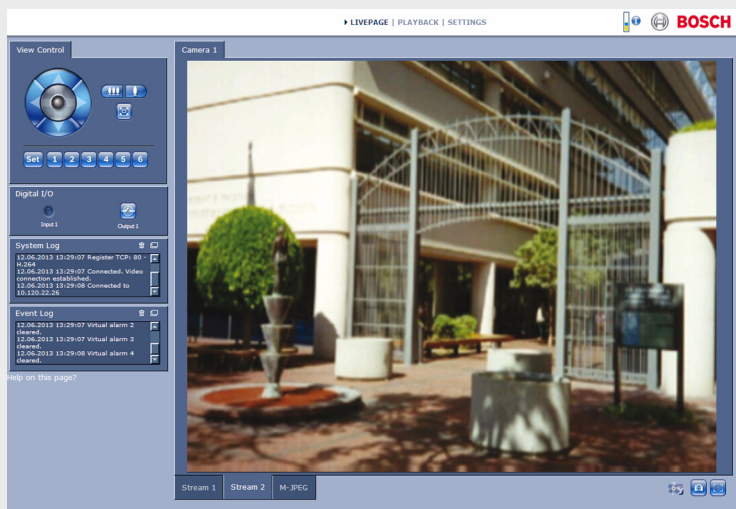 LIVEPAGE | PLAYBACK | SETTINGS
BOSCH
View Control
Set 1 2 3 4 5 6
Digital I/O
Input 1 Output 1
System Log
12.06.2013 13:29:07 Register TCP: 80 -
H.264
12.06.2013 13:29:07 Connected. Video
connection established.
12.06.2013 13:29:08 Connected to
10.120.22.26
Event Log
12.06.2013 13:29:07 Virtual alarm 2
cleared.
12.06.2013 13:29:07 Virtual alarm 3
cleared.
12.06.2013 13:29:08 Virtual alarm 4
cleared.
Help on this page?
Camera 1
Stream 1 Stream 2 M-JPEG